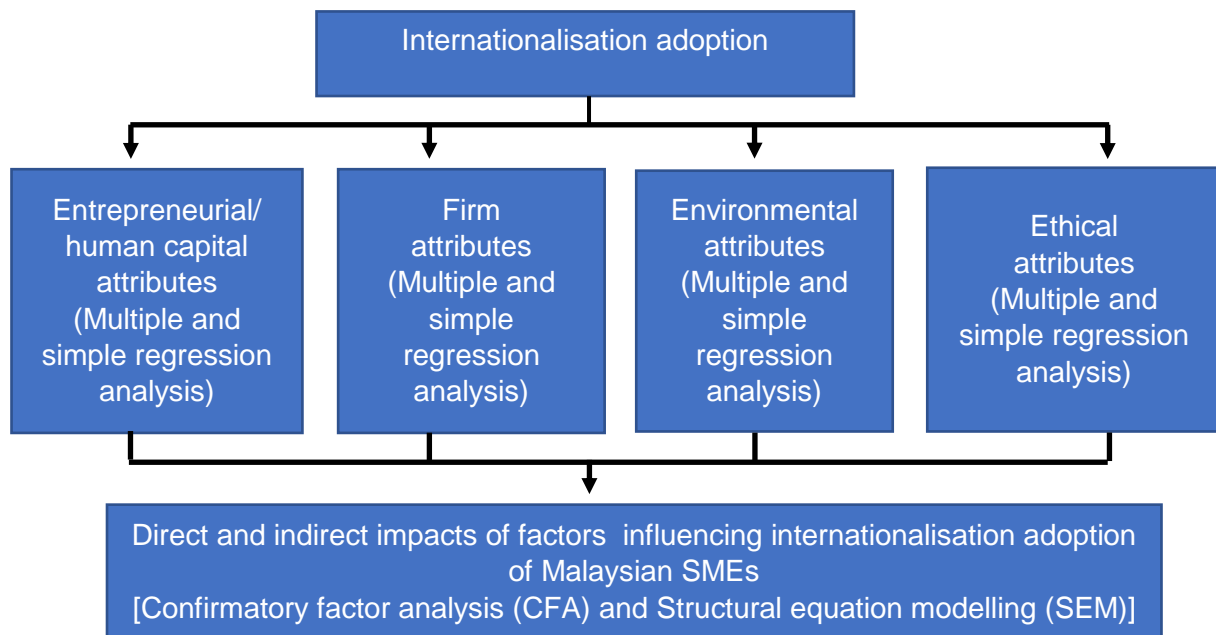 Internationalisation adoption
Entrepreneurial/
human capital
attributes
(Multiple and
simple regression
analysis)
Firm
attributes
(Multiple and
simple
regression
analysis)
Environmental
attributes
(Multiple and
simple
regression
analysis)
Ethical
attributes
(Multiple and
simple regression
analysis)
Direct and indirect impacts of factors  influencing internationalisation adoption
of Malaysian SMEs
[Confirmatory factor analysis (CFA) and Structural equation modelling (SEM)]